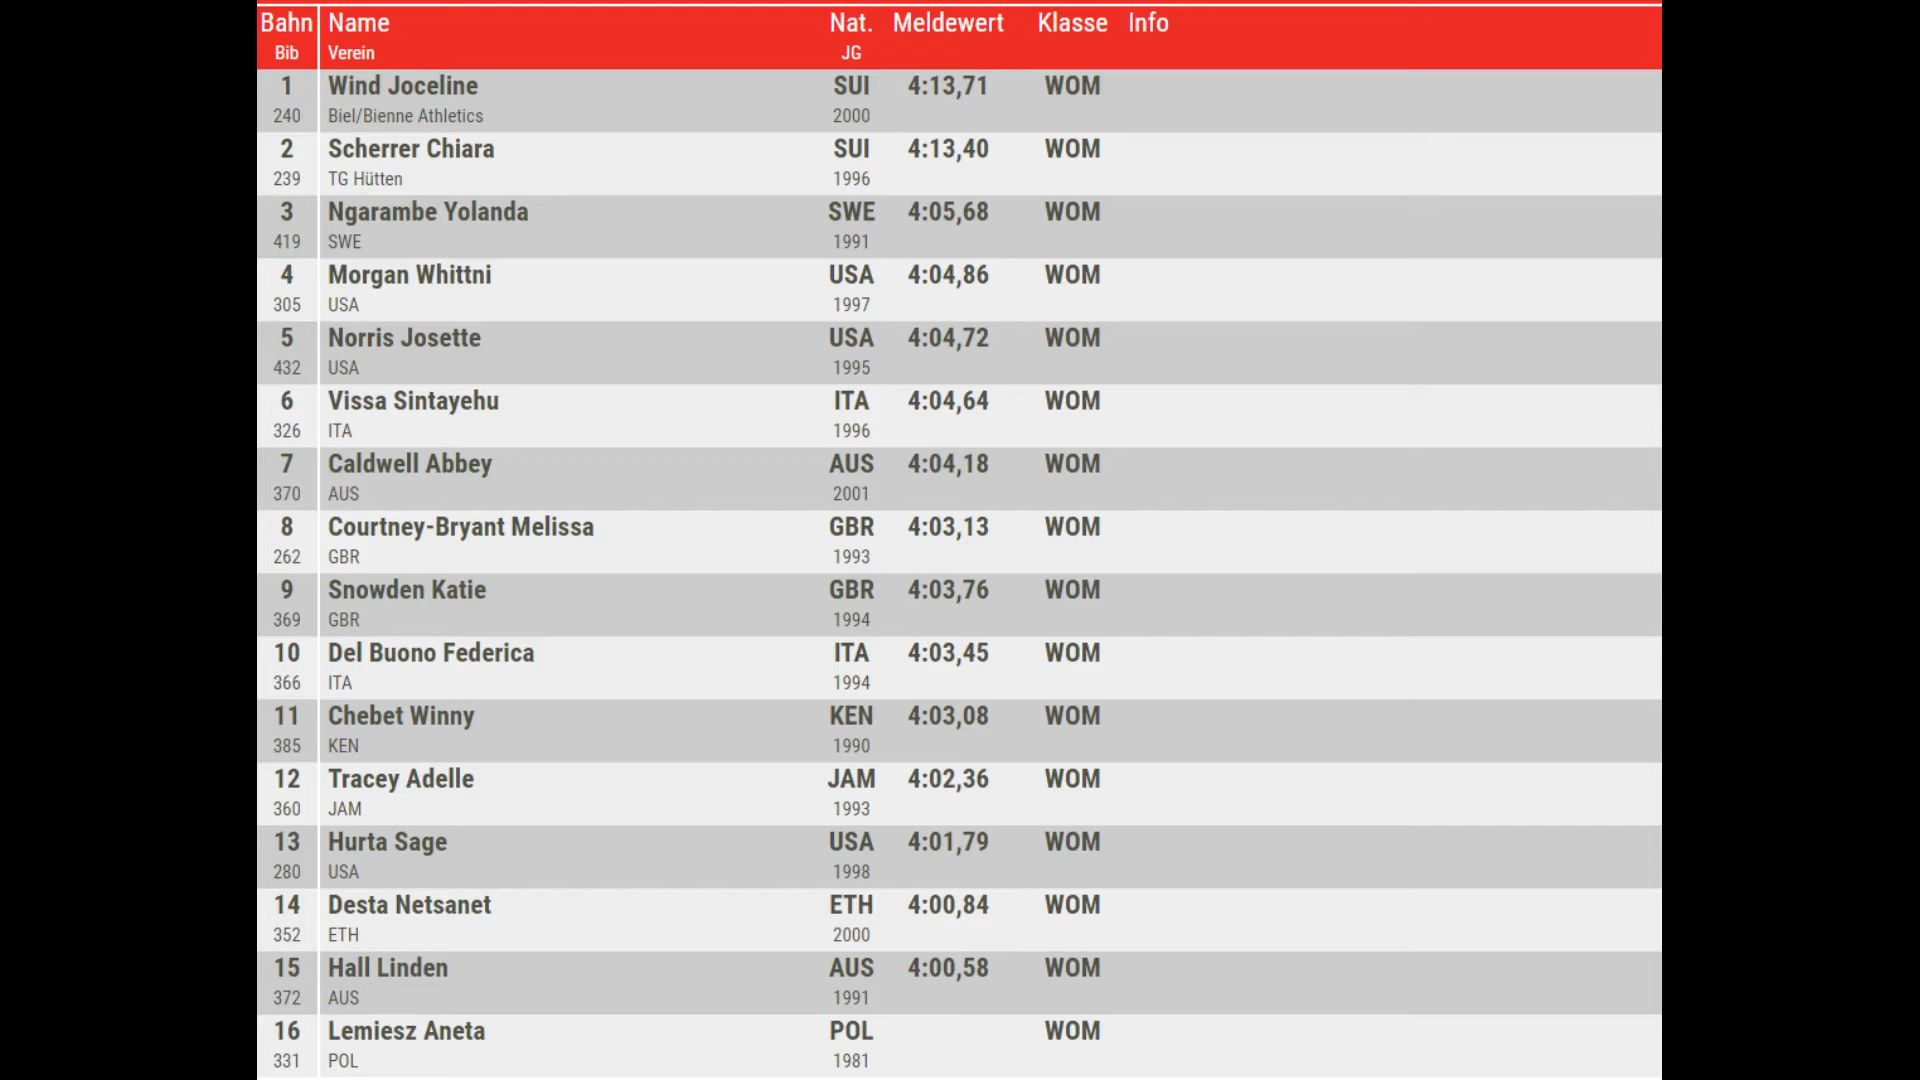 Bahn Name Nat. Meldewert Klasse Info
Bib Verein JG
1 Wind Joceline SUI 4:13,71 WOM
240 Biel/Bienne Athletics 2000
2 Scherrer Chiara SUI 4:13,40 WOM
239 TG Hütten 1996
3 Ngarambe Yolanda SWE 4:05,68 WOM
419 SWE 1991
4 Morgan Whittni USA 4:04,86 WOM
305 USA 1997
5 Norris Josette USA 4:04,72 WOM
432 USA 1995
6 Vissa Sintayehu ITA 4:04,64 WOM
326 ITA 1996
7 Caldwell Abbey AUS 4:04,18 WOM
370 AUS 2001
8 Courtney-Bryant Melissa GBR 4:03,13 WOM
262 GBR 1993
9 Snowden Katie GBR 4:03,76 WOM
369 GBR 1994
10 Del Buono Federica ITA 4:03,45 WOM
366 ITA 1994
11 Chebet Winny KEN 4:03,08 WOM
385 KEN 1990
12 Tracey Adelle JAM 4:02,36 WOM
360 JAM 1993
13 Hurta Sage USA 4:01,79 WOM
280 USA 1998
14 Desta Netsanet ETH 4:00,84 WOM
352 ETH 2000
15 Hall Linden AUS 4:00,58 WOM
372 AUS 1991
16 Lemiesz Aneta POL WOM
331 POL 1981